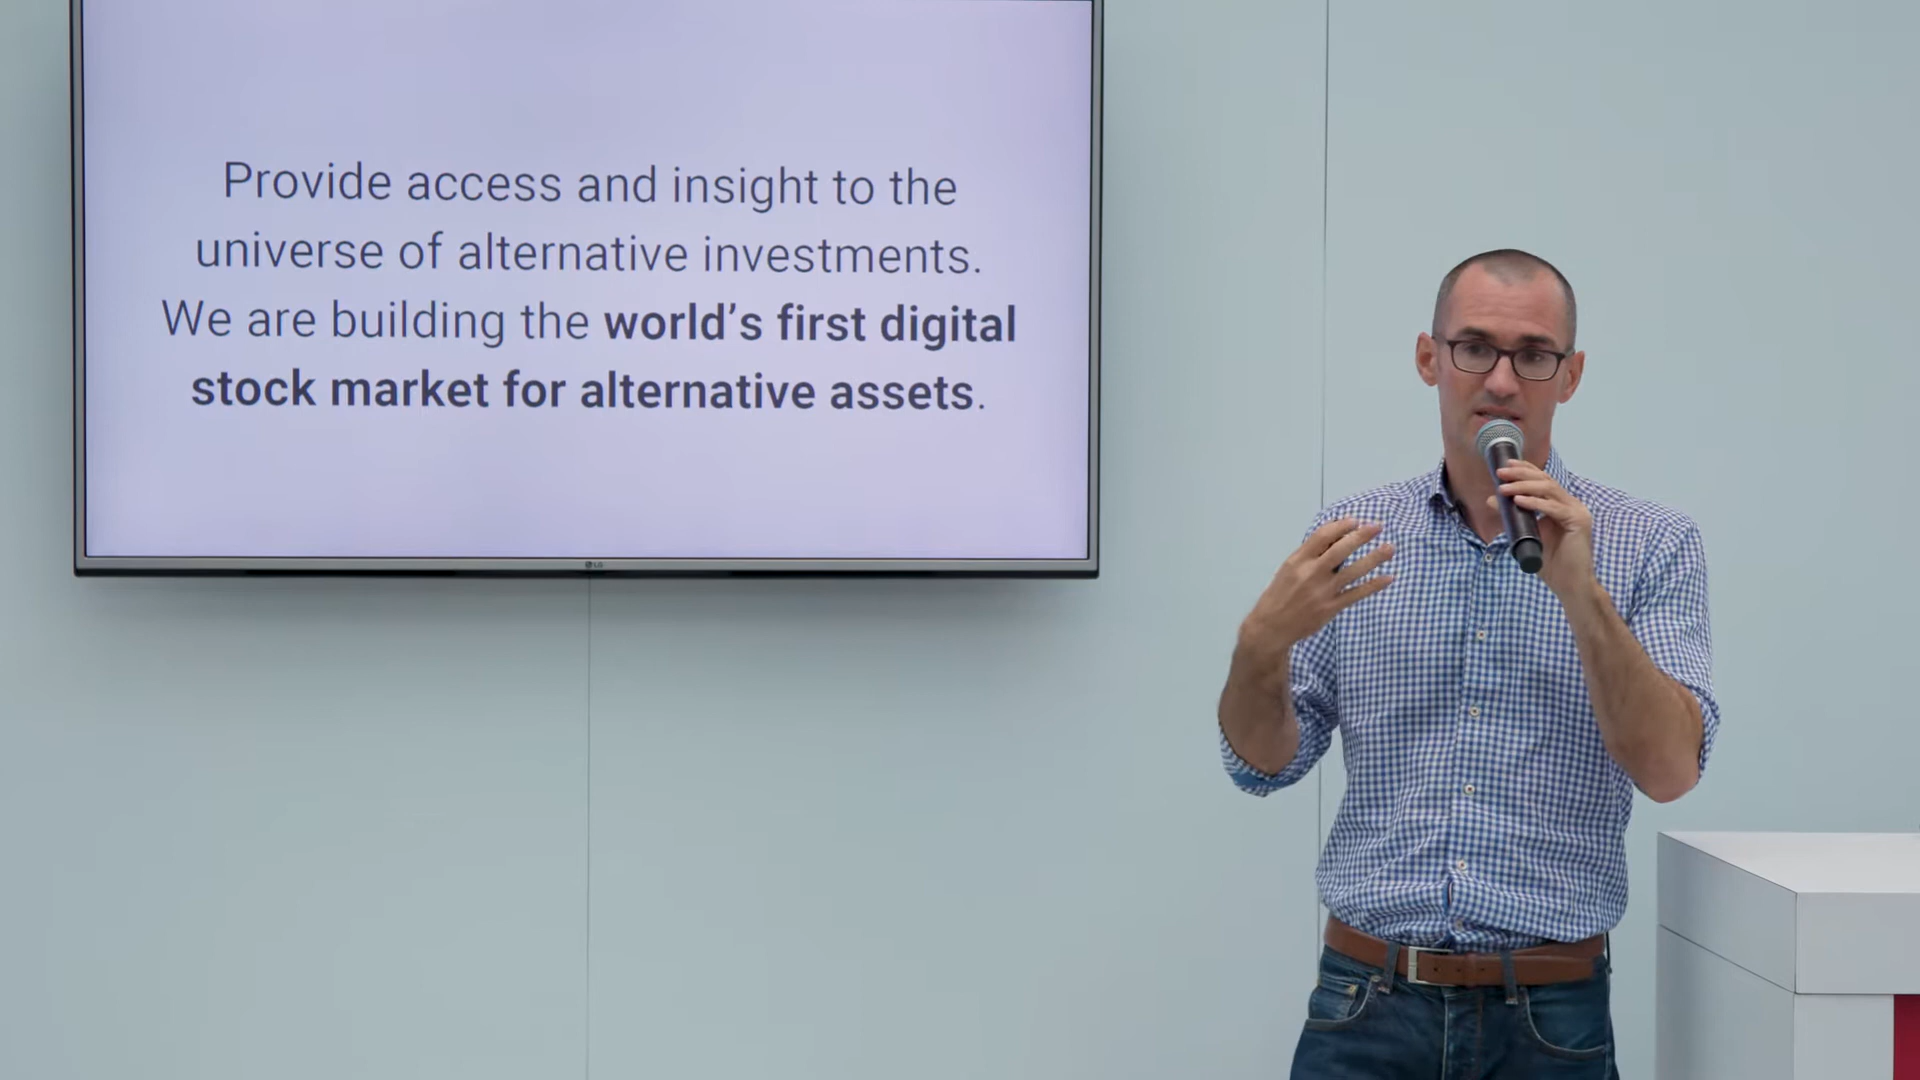 Provide access and insight to the
universe of alternative investments.
We are building the world's first digital
stock market for alternative assets.
LG